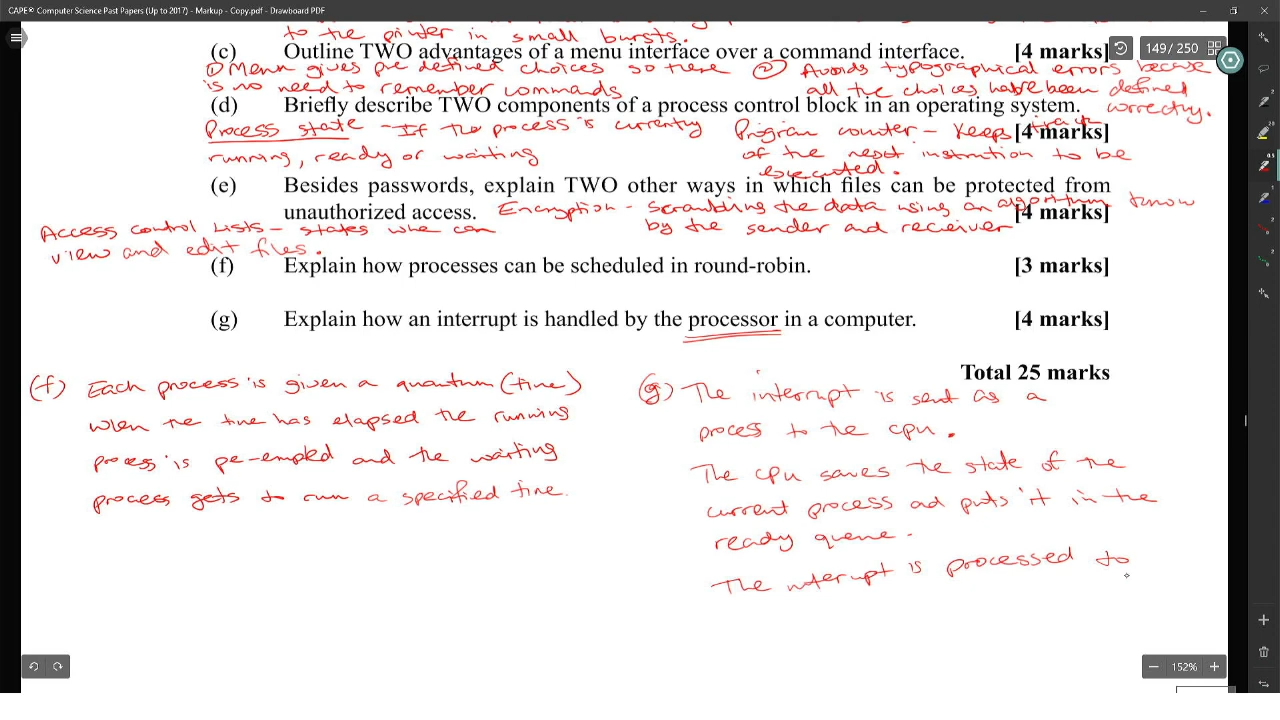 CAPE® Computer Science Past Papers (Up to 2017) - Markup - Copy.pdf - Drawboard PDF
to the printer in small bursts.
(c) Outline TWO advantages of a menu interface over a command interface. [4 marks]
149 / 250
① Menu gives pre defined choices so there
is no need to remember commands
② Avoids typographical errors because
all the choices have been defined
correctly.
(d) Briefly describe TWO components of a process control block in an operating system.
[4 marks]
Process state - If the process is currently
running, ready or waiting
Program counter - Keeps track
of the next instruction to be
executed.
(e) Besides passwords, explain TWO other ways in which files can be protected from
unauthorized access. [4 marks]
Encryption - scrambling the data using an algorithm known
by the sender and receiver
Access control Lists - states who can
view and edit files.
(f) Explain how processes can be scheduled in round-robin. [3 marks]
(g) Explain how an interrupt is handled by the processor in a computer. [4 marks]
Total 25 marks
(f) Each process is given a quantum (time)
when the time has elapsed the running
process is pe-empted and the waiting
process gets to run a specified time.
(g) The interrupt is sent as a
process to the cpu.
The cpu saves the state of the
current process ad puts it in the
ready queue.
The interupt is processed to
152%